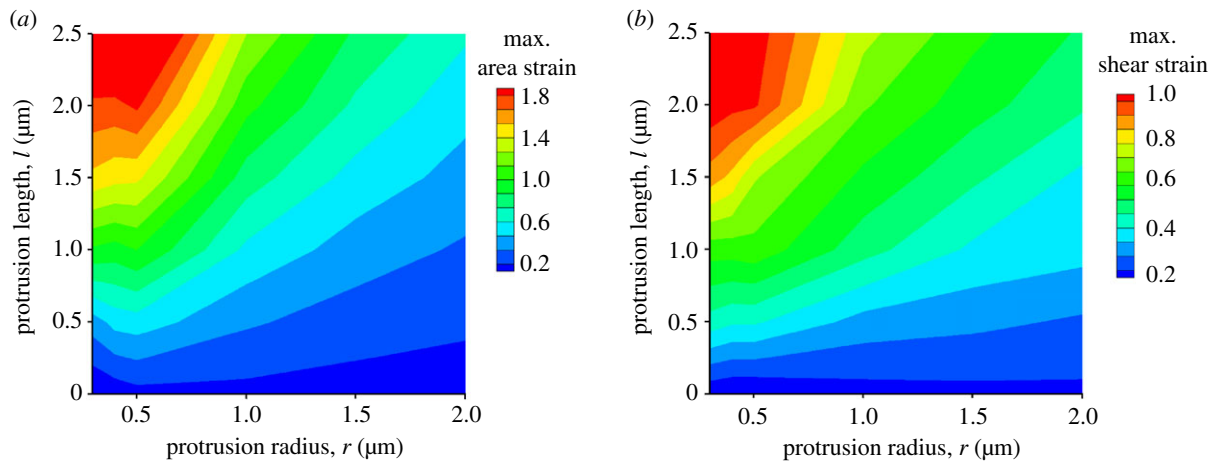 (a)
2.5
2.0
1.5
1.0
0.5
0
protrusion length, l (µm)
0.5 1.0 1.5 2.0
protrusion radius, r (µm)
max.
area strain
1.8
1.4
1.0
0.6
0.2
(b)
2.5
2.0
1.5
1.0
0.5
0
protrusion length, l (µm)
0.5 1.0 1.5 2.0
protrusion radius, r (µm)
max.
shear strain
1.0
0.8
0.6
0.4
0.2